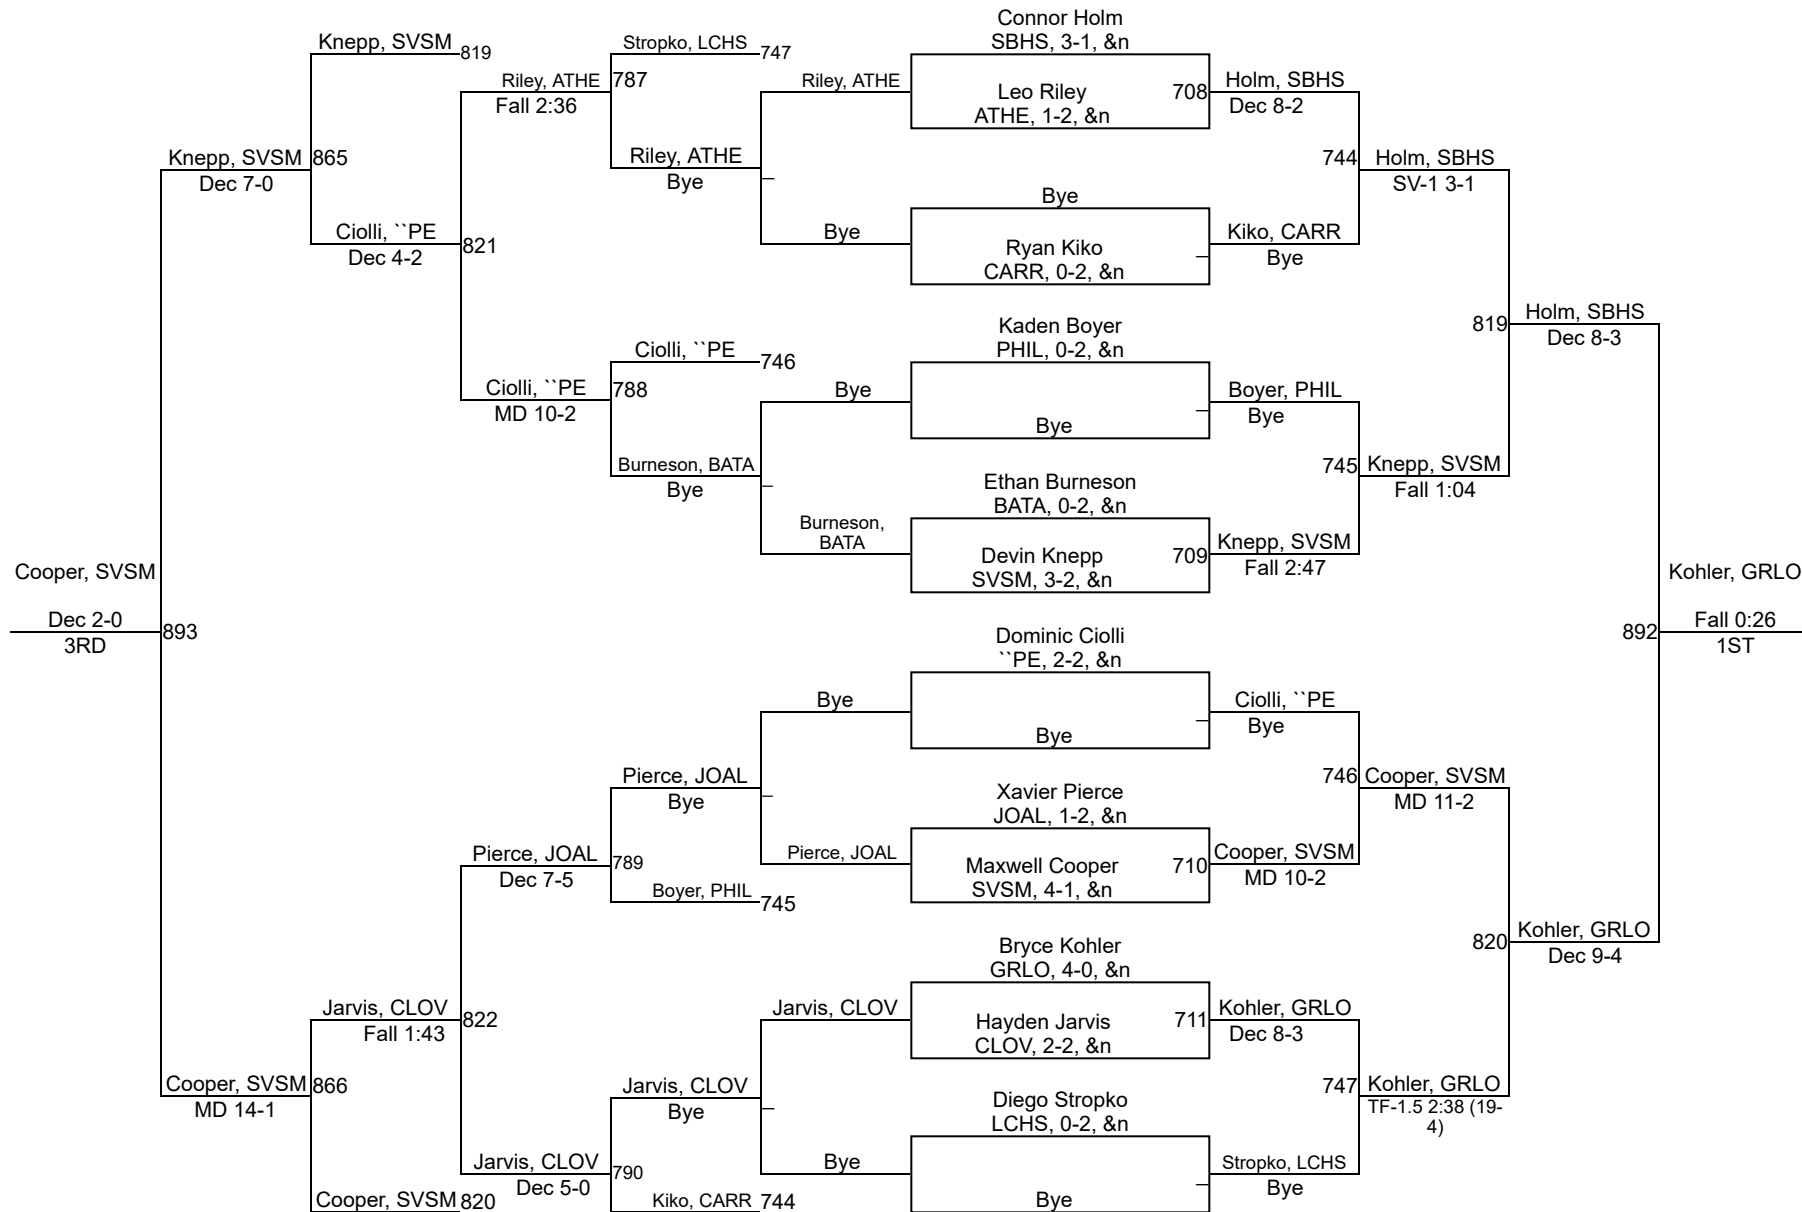 Connor Holm
SBHS, 3-1, &n
Knepp, SVSM
819
Stropko, LCHS
747
Riley, ATHE
787
Fall 2:36
Riley, ATHE
Leo Riley
708
ATHE, 1-2, &n
Holm, SBHS
Dec 8-2
Knepp, SVSM
865
Dec 7-0
Riley, ATHE
Bye
744
Holm, SBHS
SV-1 3-1
Bye
Ciolli, ``PE
Dec 4-2
821
Bye
Ryan Kiko
CARR, 0-2, &n
Kiko, CARR
Bye
Kaden Boyer
PHIL, 0-2, &n
819
Holm, SBHS
Dec 8-3
Ciolli, ``PE
746
Ciolli, ``PE
788
MD 10-2
Bye
Bye
Boyer, PHIL
Bye
Burneson, BATA
Bye
745
Knepp, SVSM
Fall 1:04
Ethan Burneson
BATA, 0-2, &n
Burneson,
BATA
Devin Knepp
709
SVSM, 3-2, &n
Knepp, SVSM
Fall 2:47
Cooper, SVSM
Dec 2-0
3RD
893
Kohler, GRLO
892
Fall 0:26
1ST
Dominic Ciolli
``PE, 2-2, &n
Bye
Bye
Ciolli, ``PE
Bye
Pierce, JOAL
Bye
746
Cooper, SVSM
MD 11-2
Xavier Pierce
JOAL, 1-2, &n
Pierce, JOAL
Dec 7-5
789
Pierce, JOAL
Maxwell Cooper
710
SVSM, 4-1, &n
Cooper, SVSM
MD 10-2
Boyer, PHIL
745
820
Kohler, GRLO
Dec 9-4
Bryce Kohler
GRLO, 4-0, &n
Jarvis, CLOV
Fall 1:43
822
Jarvis, CLOV
Hayden Jarvis
711
CLOV, 2-2, &n
Kohler, GRLO
Dec 8-3
Cooper, SVSM
866
MD 14-1
Jarvis, CLOV
Bye
747
Kohler, GRLO
TF-1.5 2:38 (19-
4)
Diego Stropko
LCHS, 0-2, &n
Jarvis, CLOV
Dec 5-0
790
Bye
Bye
Stropko, LCHS
Bye
Cooper, SVSM
820
Kiko, CARR
744